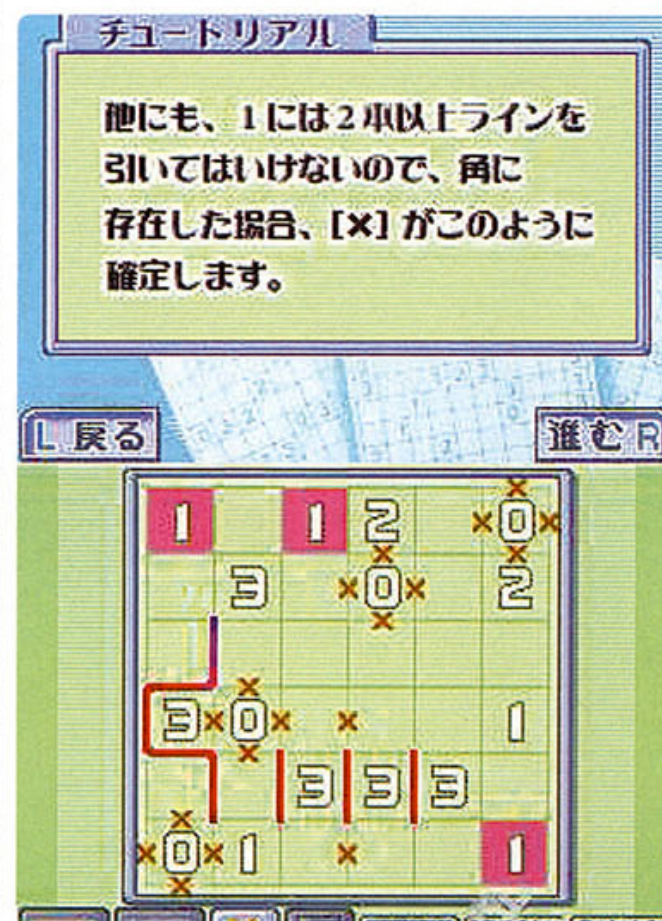 チュートリアル
他にも、1には2本以上ラインを
引いてはいけないので、角に
存在した場合、[×]がこのように
確定します。
L 戻る
進む R
1 1 2 ×0×
3 ×0× 2
3×0× × 1
3 3 3
×0×1 × 1